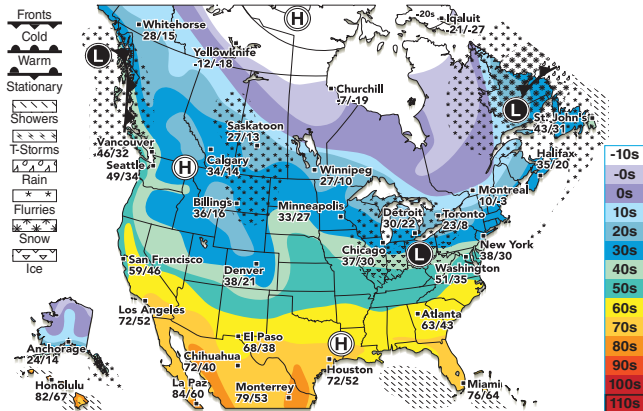 Fronts
Cold
Warm
Stationary
Showers
T-Storms
Rain
Flurries
Snow
Ice
H
-20s
Iqaluit
-21/-27
Whitehorse
28/15
L
Yellowknife
-12/-18
Churchill
-7/-19
L
St. John's
43/31
Saskatoon
27/13
Vancouver
46/32
Seattle
49/34
H
Calgary
34/14
Winnipeg
27/10
Halifax
35/20
Montreal
10/-3
Billings
36/16
Minneapolis
33/27
Detroit
30/22
Toronto
23/8
Chicago
37/30
L
New York
38/30
Washington
51/35
San Francisco
59/46
Denver
38/21
Los Angeles
72/52
Atlanta
63/43
El Paso
68/38
H
Houston
72/52
Chihuahua
72/40
La Paz
84/60
Monterrey
79/53
Miami
76/64
Anchorage
24/14
Honolulu
82/67
-10s
-0s
0s
10s
20s
30s
40s
50s
60s
70s
80s
90s
100s
110s